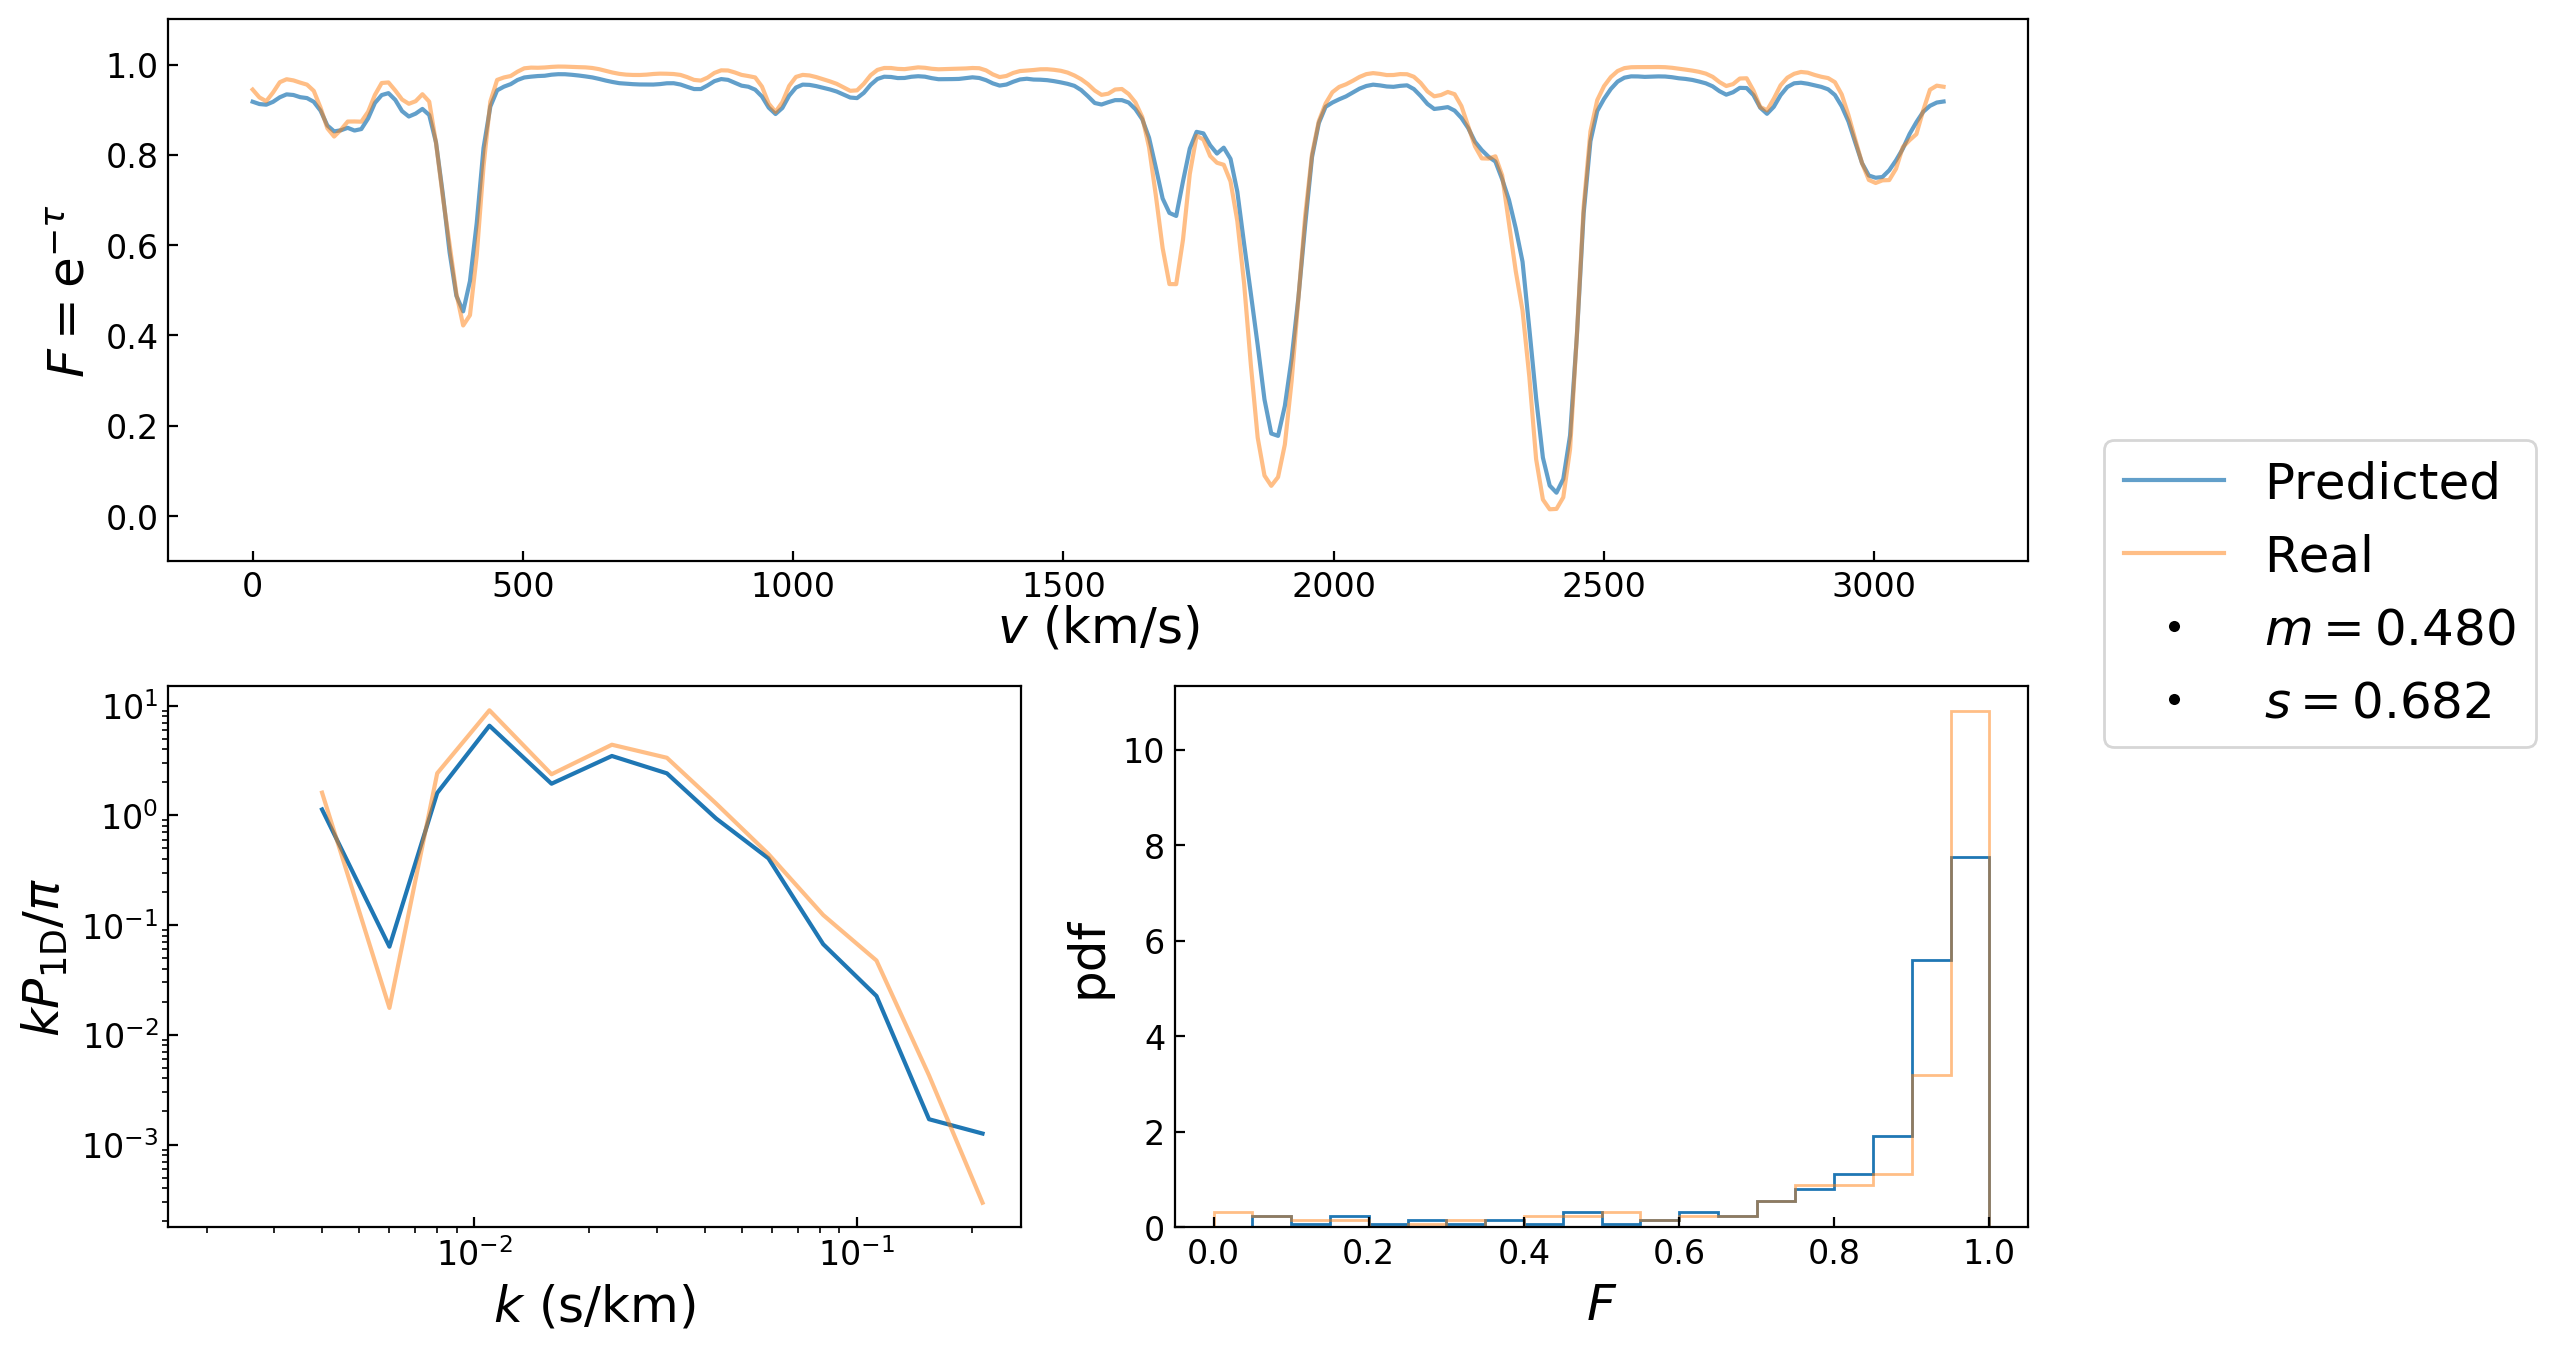 1.0
0.8
0.6
0.4
0.2
0.0
F = e^{-τ}
0 500 1000 1500 2000 2500 3000
v (km/s)
Predicted
Real
m = 0.480
s = 0.682
10^1
10^0
10^{-1}
10^{-2}
10^{-3}
kP_{1D}/π
10^{-2} 10^{-1}
k (s/km)
10
8
6
4
2
0
pdf
0.0 0.2 0.4 0.6 0.8 1.0
F